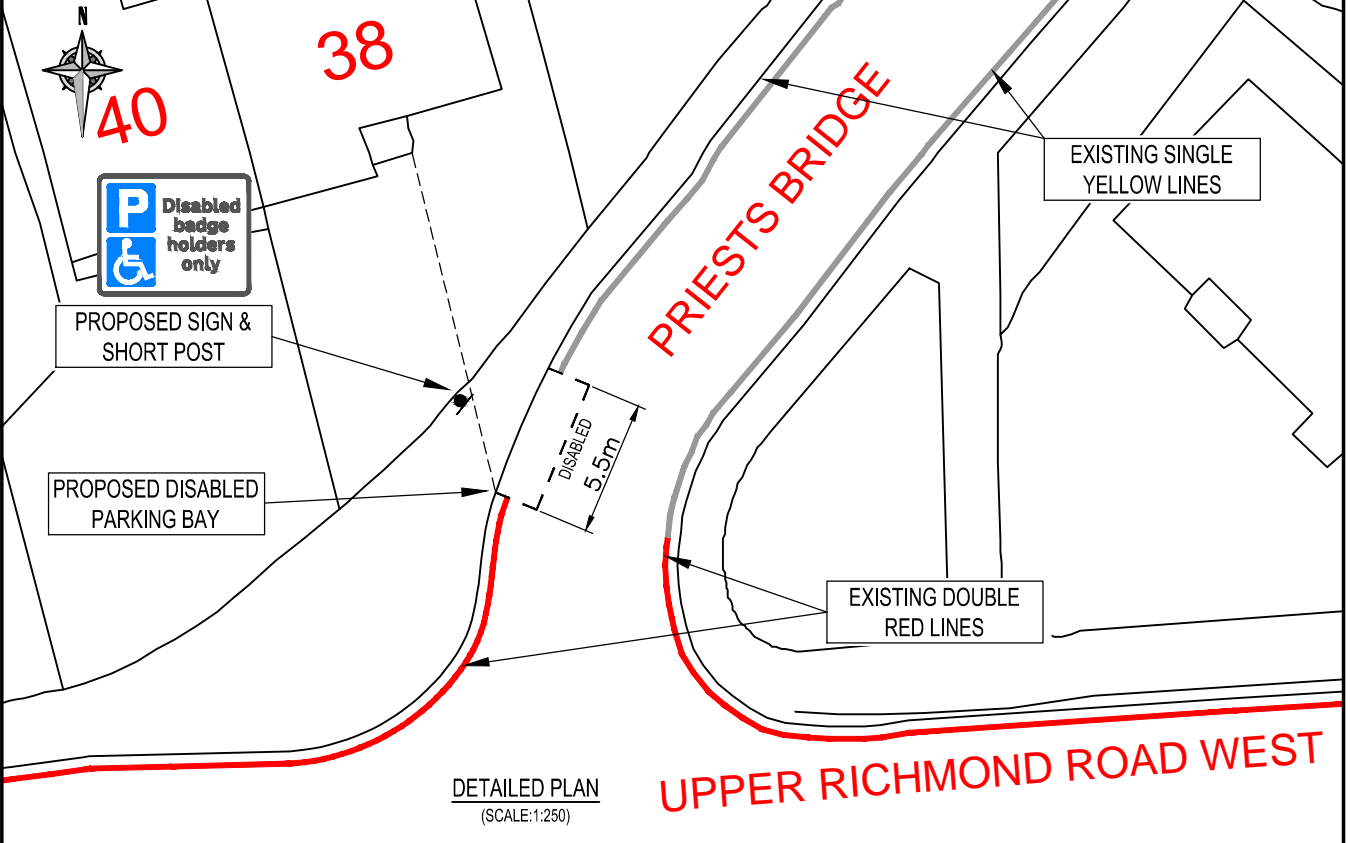 N
38
40
P
Disabled
badge
holders
only
PROPOSED SIGN &
SHORT POST
PRIESTS BRIDGE
EXISTING SINGLE
YELLOW LINES
DISABLED
5.5m
PROPOSED DISABLED
PARKING BAY
EXISTING DOUBLE
RED LINES
UPPER RICHMOND ROAD WEST
DETAILED PLAN
(SCALE:1:250)